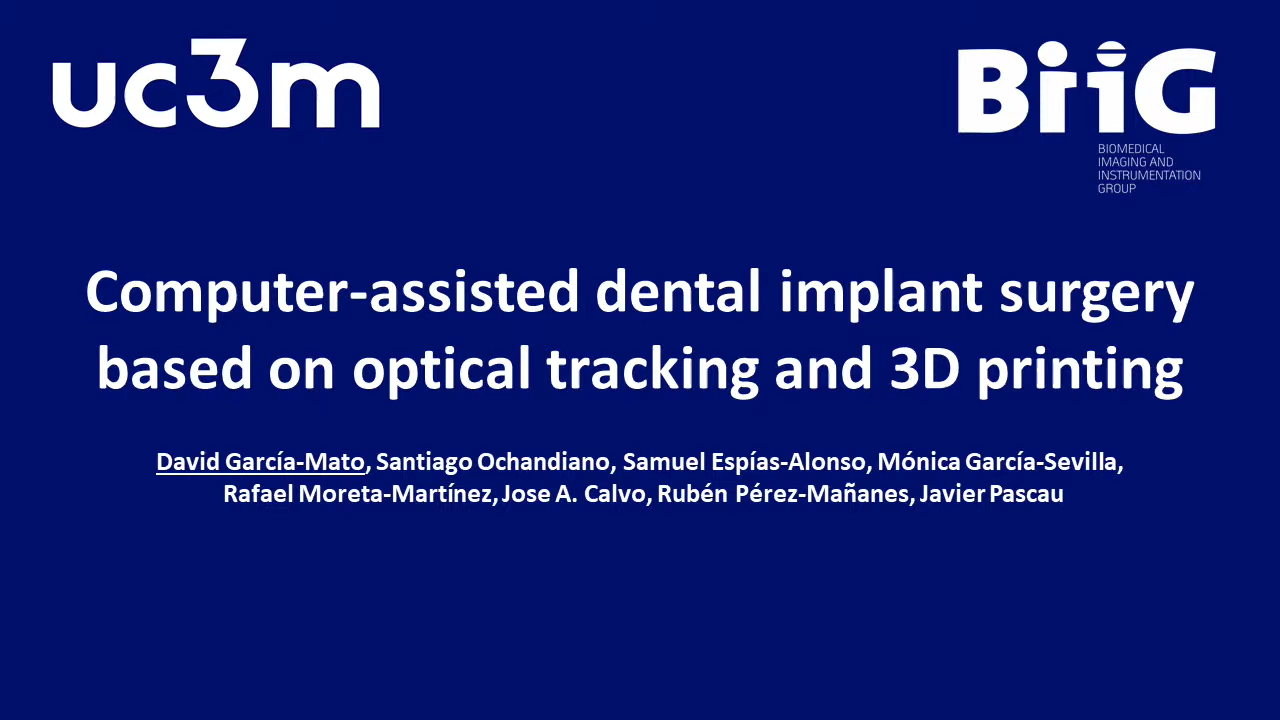 uc3m
BiiG
BIOMEDICAL
IMAGING AND
INSTRUMENTATION
GROUP
Computer-assisted dental implant surgery
based on optical tracking and 3D printing
David García-Mato, Santiago Ochandiano, Samuel Espías-Alonso, Mónica García-Sevilla,
Rafael Moreta-Martínez, Jose A. Calvo, Rubén Pérez-Mañanes, Javier Pascau